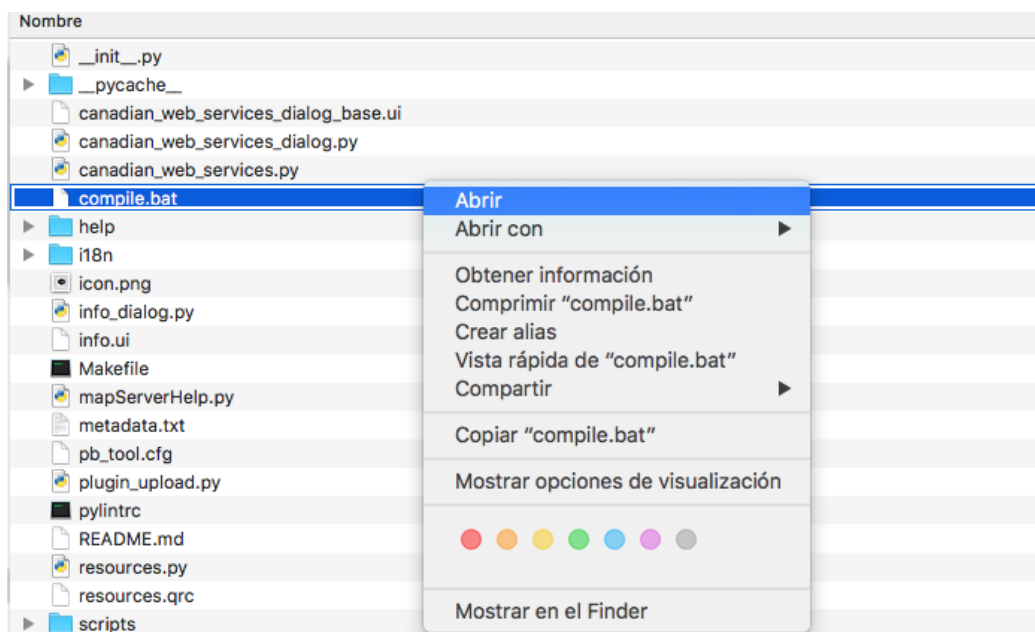 Nombre
__init__.py
__pycache__
canadian_web_services_dialog_base.ui
canadian_web_services_dialog.py
canadian_web_services.py
compile.bat
help
i18n
icon.png
info_dialog.py
info.ui
Makefile
mapServerHelp.py
metadata.txt
pb_tool.cfg
plugin_upload.py
pylintrc
README.md
resources.py
resources.qrc
scripts
Abrir
Abrir con
Obtener información
Comprimir “compile.bat”
Crear alias
Vista rápida de “compile.bat”
Compartir
Copiar “compile.bat”
Mostrar opciones de visualización
Mostrar en el Finder